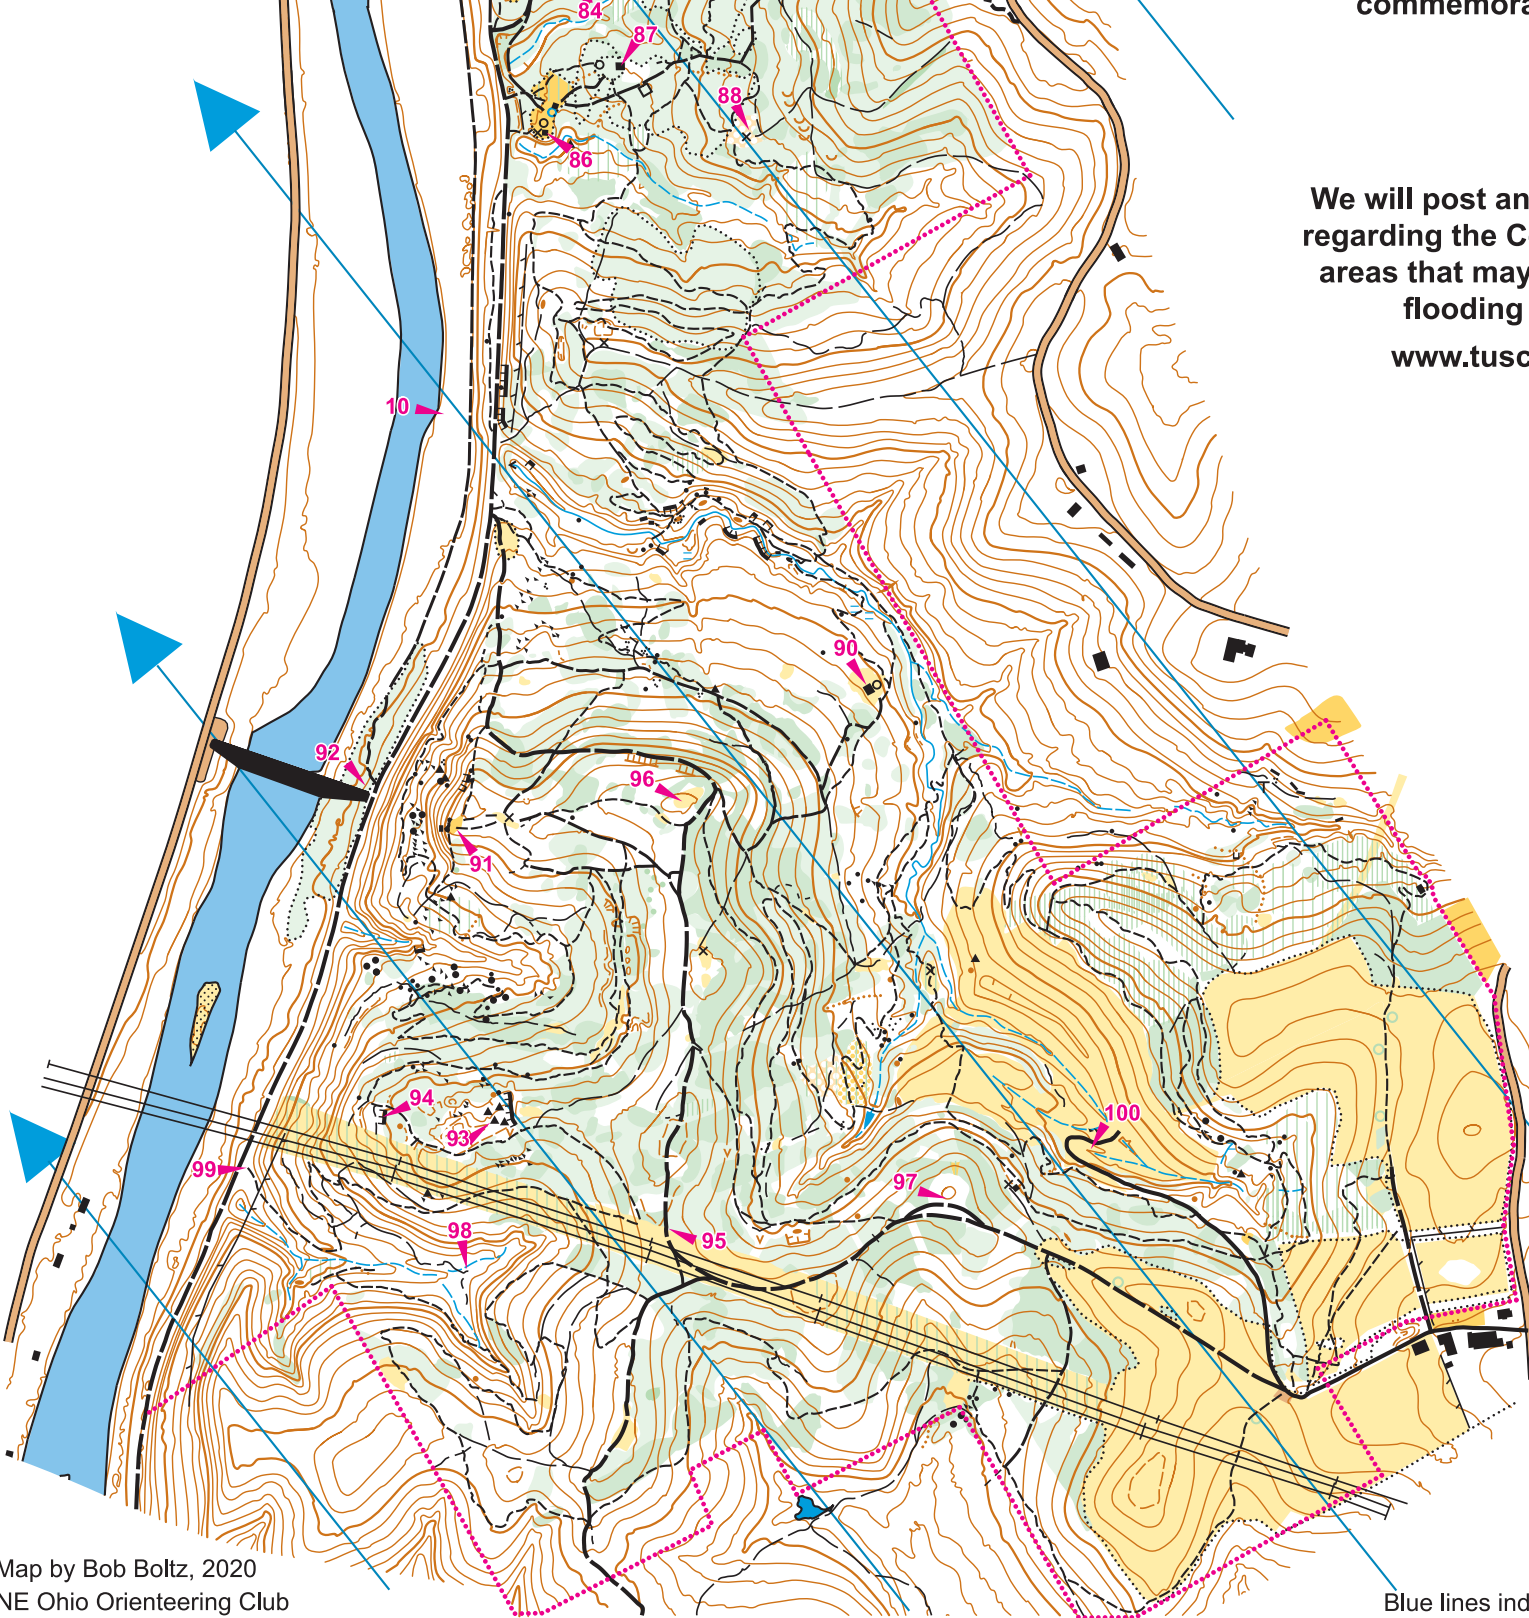 commemora
84
87
88
86
We will post an
regarding the C
areas that may
flooding
www.tusc
10
90
92
96
91
94
100
93
99
97
98
95
Map by Bob Boltz, 2020
NE Ohio Orienteering Club
Blue lines ind